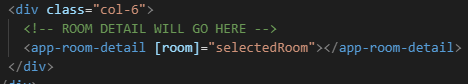 <div class="col-6">
<!-- ROOM DETAIL WILL GO HERE -->
<app-room-detail [room]="selectedRoom"></app-room-detail>
</div>